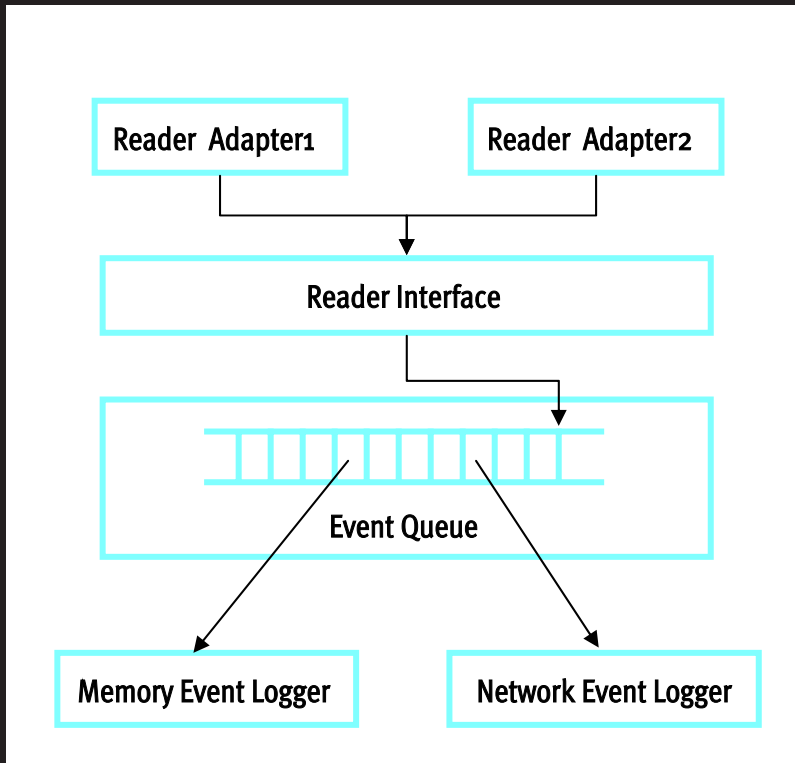 Reader Adapter1
Reader Adapter2
Reader Interface
Event Queue
Memory Event Logger
Network Event Logger